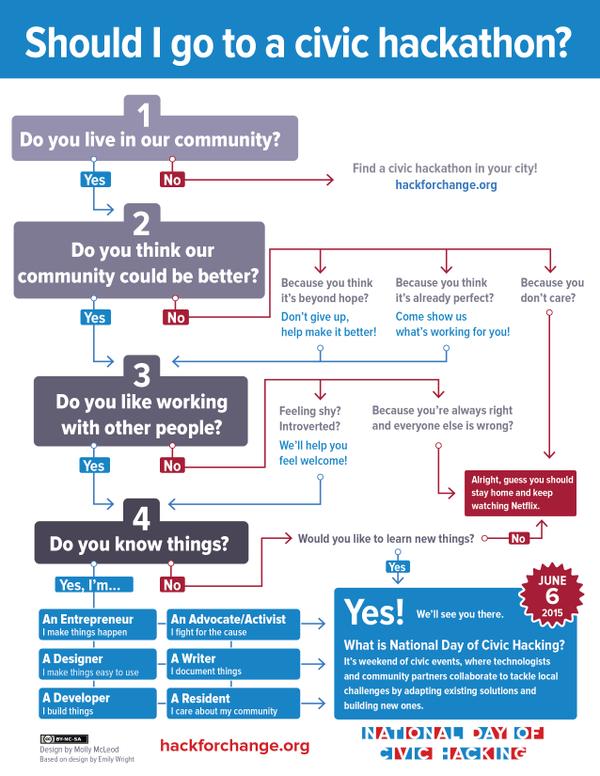 Should I go to a civic hackathon?
1
Do you live in our community?
Yes
No
Find a civic hackathon in your city!
hackforchange.org
2
Do you think our
community could be better?
Yes
No
Because you think
it's beyond hope?
Don't give up,
help make it better!
Because you think
it's already perfect?
Come show us
what's working for you!
Because you
don't care?
3
Do you like working
with other people?
Yes
No
Feeling shy?
Introverted?
We'll help you
feel welcome!
Because you're always right
and everyone else is wrong?
Alright, guess you should
stay home and keep
watching Netflix.
4
Do you know things?
Yes, I'm...
No
Would you like to learn new things?
No
Yes
An Entrepreneur
I make things happen
An Advocate/Activist
I fight for the cause
A Designer
I make things easy to use
A Writer
I document things
A Developer
I build things
A Resident
I care about my community
JUNE
6
2015
Yes! We'll see you there.
What is National Day of Civic Hacking?
It's weekend of civic events, where technologists
and community partners collaborate to tackle local
challenges by adapting existing solutions and
building new ones.
cc BY-NC-SA
Design by Molly McLeod
Based on design by Emily Wright
hackforchange.org
NATIONAL DAY OF
CIVIC HACKING